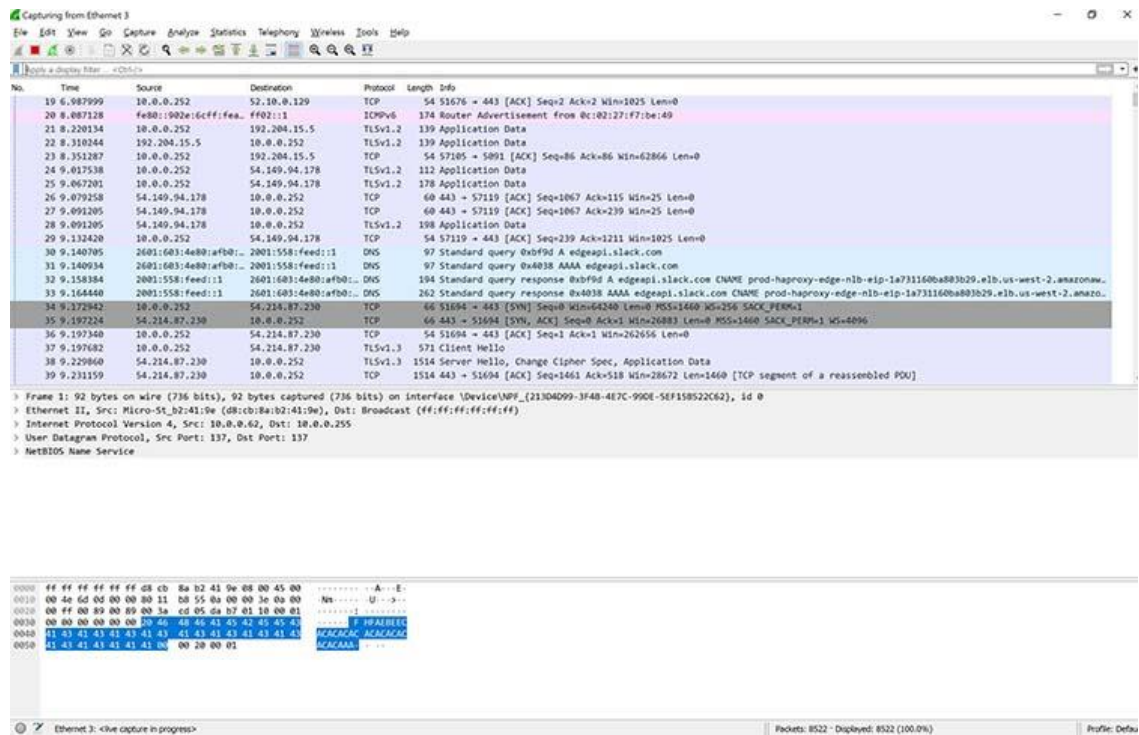 Capturing from Ethernet 3
File Edit View Go Capture Analyze Statistics Telephony Wireless Tools Help
Apply a display filter ... <Ctrl-/>
No. Time Source Destination Protocol Length Info
19 6.987999 10.0.0.252 52.10.0.129 TCP 54 51676 → 443 [ACK] Seq=2 Ack=2 Win=1025 Len=0
20 8.087128 fe80::902e:6cff:fea… ff02::1 ICMPv6 174 Router Advertisement from 0c:02:27:f7:be:49
21 8.220134 10.0.0.252 192.204.15.5 TLSv1.2 139 Application Data
22 8.310244 192.204.15.5 10.0.0.252 TLSv1.2 139 Application Data
23 8.351287 10.0.0.252 192.204.15.5 TCP 54 57105 → 5091 [ACK] Seq=86 Ack=86 Win=62866 Len=0
24 9.017538 10.0.0.252 54.149.94.178 TLSv1.2 112 Application Data
25 9.067201 10.0.0.252 54.149.94.178 TLSv1.2 178 Application Data
26 9.079258 54.149.94.178 10.0.0.252 TCP 60 443 → 57119 [ACK] Seq=1067 Ack=115 Win=25 Len=0
27 9.091205 54.149.94.178 10.0.0.252 TCP 60 443 → 57119 [ACK] Seq=1067 Ack=239 Win=25 Len=0
28 9.091205 54.149.94.178 10.0.0.252 TLSv1.2 198 Application Data
29 9.132420 10.0.0.252 54.149.94.178 TCP 54 57119 → 443 [ACK] Seq=239 Ack=1211 Win=1025 Len=0
30 9.140705 2601:603:4e80:afb0:… 2001:558:feed::1 DNS 97 Standard query 0xbf9d A edgeapi.slack.com
31 9.140934 2601:603:4e80:afb0:… 2001:558:feed::1 DNS 97 Standard query 0x4038 AAAA edgeapi.slack.com
32 9.158384 2001:558:feed::1 2601:603:4e80:afb0:… DNS 194 Standard query response 0xbf9d A edgeapi.slack.com CNAME prod-haproxy-edge-nlb-eip-1a731160ba803b29.elb.us-west-2.amazonaw…
33 9.164440 2001:558:feed::1 2601:603:4e80:afb0:… DNS 262 Standard query response 0x4038 AAAA edgeapi.slack.com CNAME prod-haproxy-edge-nlb-eip-1a731160ba803b29.elb.us-west-2.amazo…
34 9.172942 10.0.0.252 54.214.87.230 TCP 66 51694 → 443 [SYN] Seq=0 Win=64240 Len=0 MSS=1460 WS=256 SACK_PERM=1
35 9.197224 54.214.87.230 10.0.0.252 TCP 66 443 → 51694 [SYN, ACK] Seq=0 Ack=1 Win=26883 Len=0 MSS=1460 SACK_PERM=1 WS=4096
36 9.197340 10.0.0.252 54.214.87.230 TCP 54 51694 → 443 [ACK] Seq=1 Ack=1 Win=262656 Len=0
37 9.197682 10.0.0.252 54.214.87.230 TLSv1.3 571 Client Hello
38 9.229860 54.214.87.230 10.0.0.252 TLSv1.3 1514 Server Hello, Change Cipher Spec, Application Data
39 9.231159 54.214.87.230 10.0.0.252 TCP 1514 443 → 51694 [ACK] Seq=1461 Ack=518 Win=28672 Len=1460 [TCP segment of a reassembled PDU]
> Frame 1: 92 bytes on wire (736 bits), 92 bytes captured (736 bits) on interface \Device\NPF_{213D4D99-3F4B-4E7C-99DE-5EF15B522C62}, id 0
> Ethernet II, Src: Micro-St_b2:41:9e (d8:cb:8a:b2:41:9e), Dst: Broadcast (ff:ff:ff:ff:ff:ff)
> Internet Protocol Version 4, Src: 10.0.0.62, Dst: 10.0.0.255
> User Datagram Protocol, Src Port: 137, Dst Port: 137
> NetBIOS Name Service
0000 ff ff ff ff ff ff d8 cb 8a b2 41 9e 08 00 45 00 ········ ··A···E·
0010 00 4e 6d 0d 00 00 80 11 b8 55 0a 00 00 3e 0a 00 ·Nm····· ·U···>··
0020 00 ff 00 89 00 89 00 3a cd 05 da b7 01 10 00 01 ·······: ········
0030 00 00 00 00 00 00 20 46 48 46 41 45 42 45 45 43 ······ F HFAEBEEC
0040 41 43 41 43 41 43 41 43 41 43 41 43 41 43 41 43 ACACACAC ACACACAC
0050 41 43 41 43 41 41 41 00 00 20 00 01 ACACAAA· · ··
Ethernet 3: <live capture in progress>
Packets: 8522 · Displayed: 8522 (100.0%)
Profile: Defau